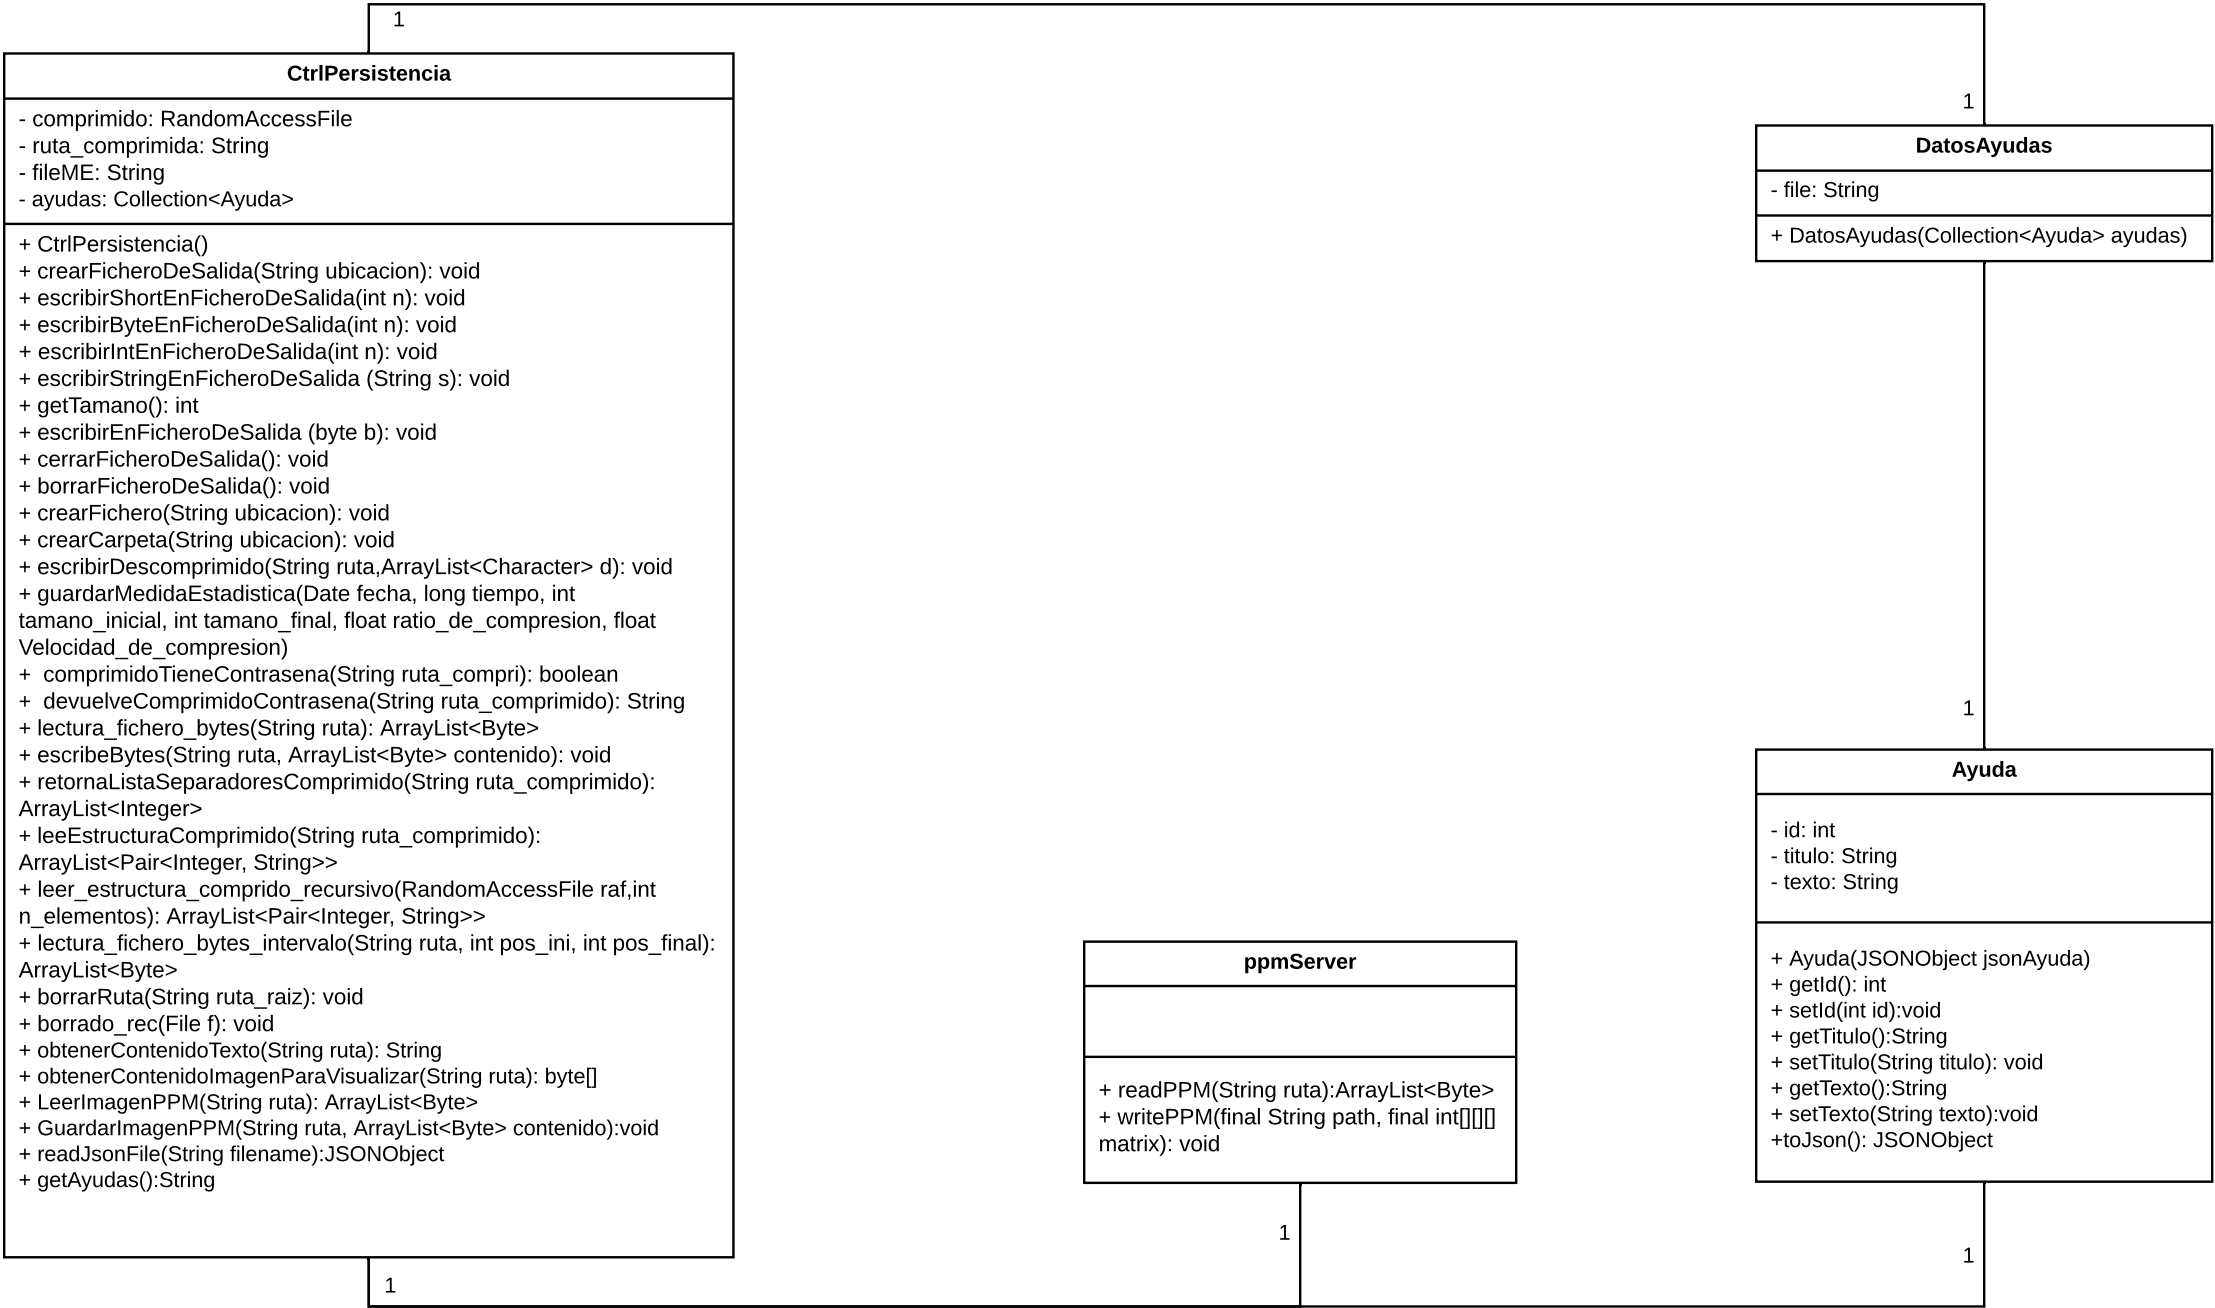 1
CtrlPersistencia
- comprimido: RandomAccessFile
- ruta_comprimida: String
- fileME: String
- ayudas: Collection<Ayuda>
+ CtrlPersistencia()
+ crearFicheroDeSalida(String ubicacion): void
+ escribirShortEnFicheroDeSalida(int n): void
+ escribirByteEnFicheroDeSalida(int n): void
+ escribirIntEnFicheroDeSalida(int n): void
+ escribirStringEnFicheroDeSalida (String s): void
+ getTamano(): int
+ escribirEnFicheroDeSalida (byte b): void
+ cerrarFicheroDeSalida(): void
+ borrarFicheroDeSalida(): void
+ crearFichero(String ubicacion): void
+ crearCarpeta(String ubicacion): void
+ escribirDescomprimido(String ruta,ArrayList<Character> d): void
+ guardarMedidaEstadistica(Date fecha, long tiempo, int
tamano_inicial, int tamano_final, float ratio_de_compresion, float
Velocidad_de_compresion)
+  comprimidoTieneContrasena(String ruta_compri): boolean
+  devuelveComprimidoContrasena(String ruta_comprimido): String
+ lectura_fichero_bytes(String ruta): ArrayList<Byte>
+ escribeBytes(String ruta, ArrayList<Byte> contenido): void
+ retornaListaSeparadoresComprimido(String ruta_comprimido):
ArrayList<Integer>
+ leeEstructuraComprimido(String ruta_comprimido):
ArrayList<Pair<Integer, String>>
+ leer_estructura_comprido_recursivo(RandomAccessFile raf,int
n_elementos): ArrayList<Pair<Integer, String>>
+ lectura_fichero_bytes_intervalo(String ruta, int pos_ini, int pos_final):
ArrayList<Byte>
+ borrarRuta(String ruta_raiz): void
+ borrado_rec(File f): void
+ obtenerContenidoTexto(String ruta): String
+ obtenerContenidoImagenParaVisualizar(String ruta): byte[]
+ LeerImagenPPM(String ruta): ArrayList<Byte>
+ GuardarImagenPPM(String ruta, ArrayList<Byte> contenido):void
+ readJsonFile(String filename):JSONObject
+ getAyudas():String
1
1
DatosAyudas
- file: String
+ DatosAyudas(Collection<Ayuda> ayudas)
1
Ayuda
- id: int
- titulo: String
- texto: String
+ Ayuda(JSONObject jsonAyuda)
+ getId(): int
+ setId(int id):void
+ getTitulo():String
+ setTitulo(String titulo): void
+ getTexto():String
+ setTexto(String texto):void
+toJson(): JSONObject
1
ppmServer
+ readPPM(String ruta):ArrayList<Byte>
+ writePPM(final String path, final int[][][]
matrix): void
1